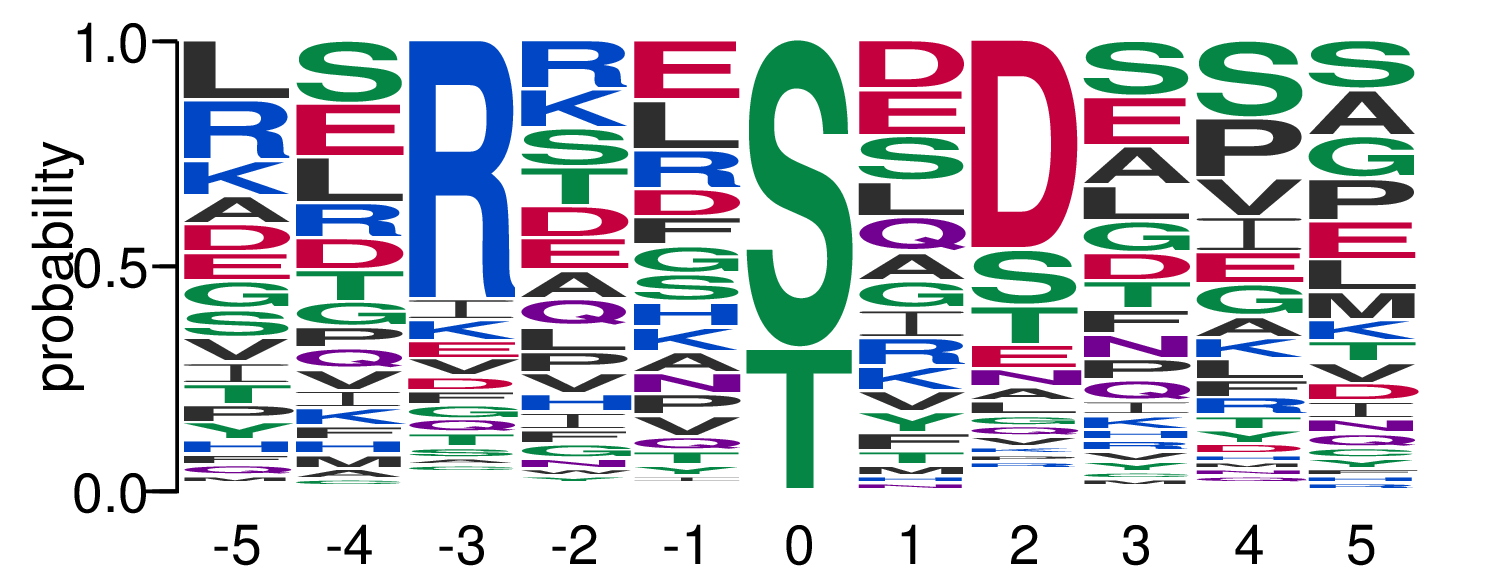 probability
1.0
0.5
0.0
L R K A D E G S V I T P Y H F Q M
S E L R D T G P Q V I K F H M A
R I K E V D F G Q T S
R K S T D E A Q L P V H I F G N
E L R D F G S H K A N P V Q T Y I
S T
D E S L Q A G I R K V Y F T M H N
D S T E N A L G Q V
S E A L G D T F N P Q I K H R V
S P V I E G A K L F R T Y D H M N Q
S A G P E L M K T V D I N Q Y F H R
-5 -4 -3 -2 -1 0 1 2 3 4 5